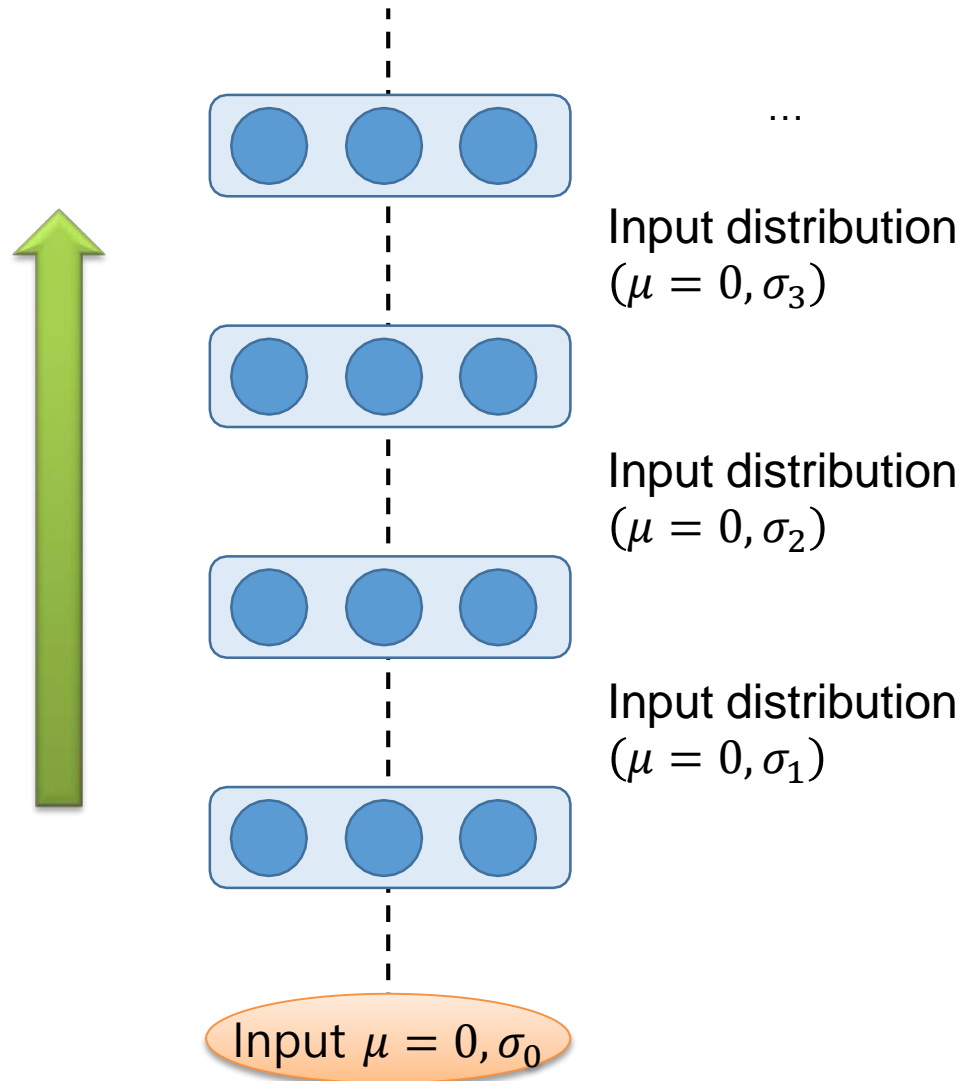 ...
Input distribution
(μ = 0, σ₃)
Input distribution
(μ = 0, σ₂)
Input distribution
(μ = 0, σ₁)
Input μ = 0, σ₀